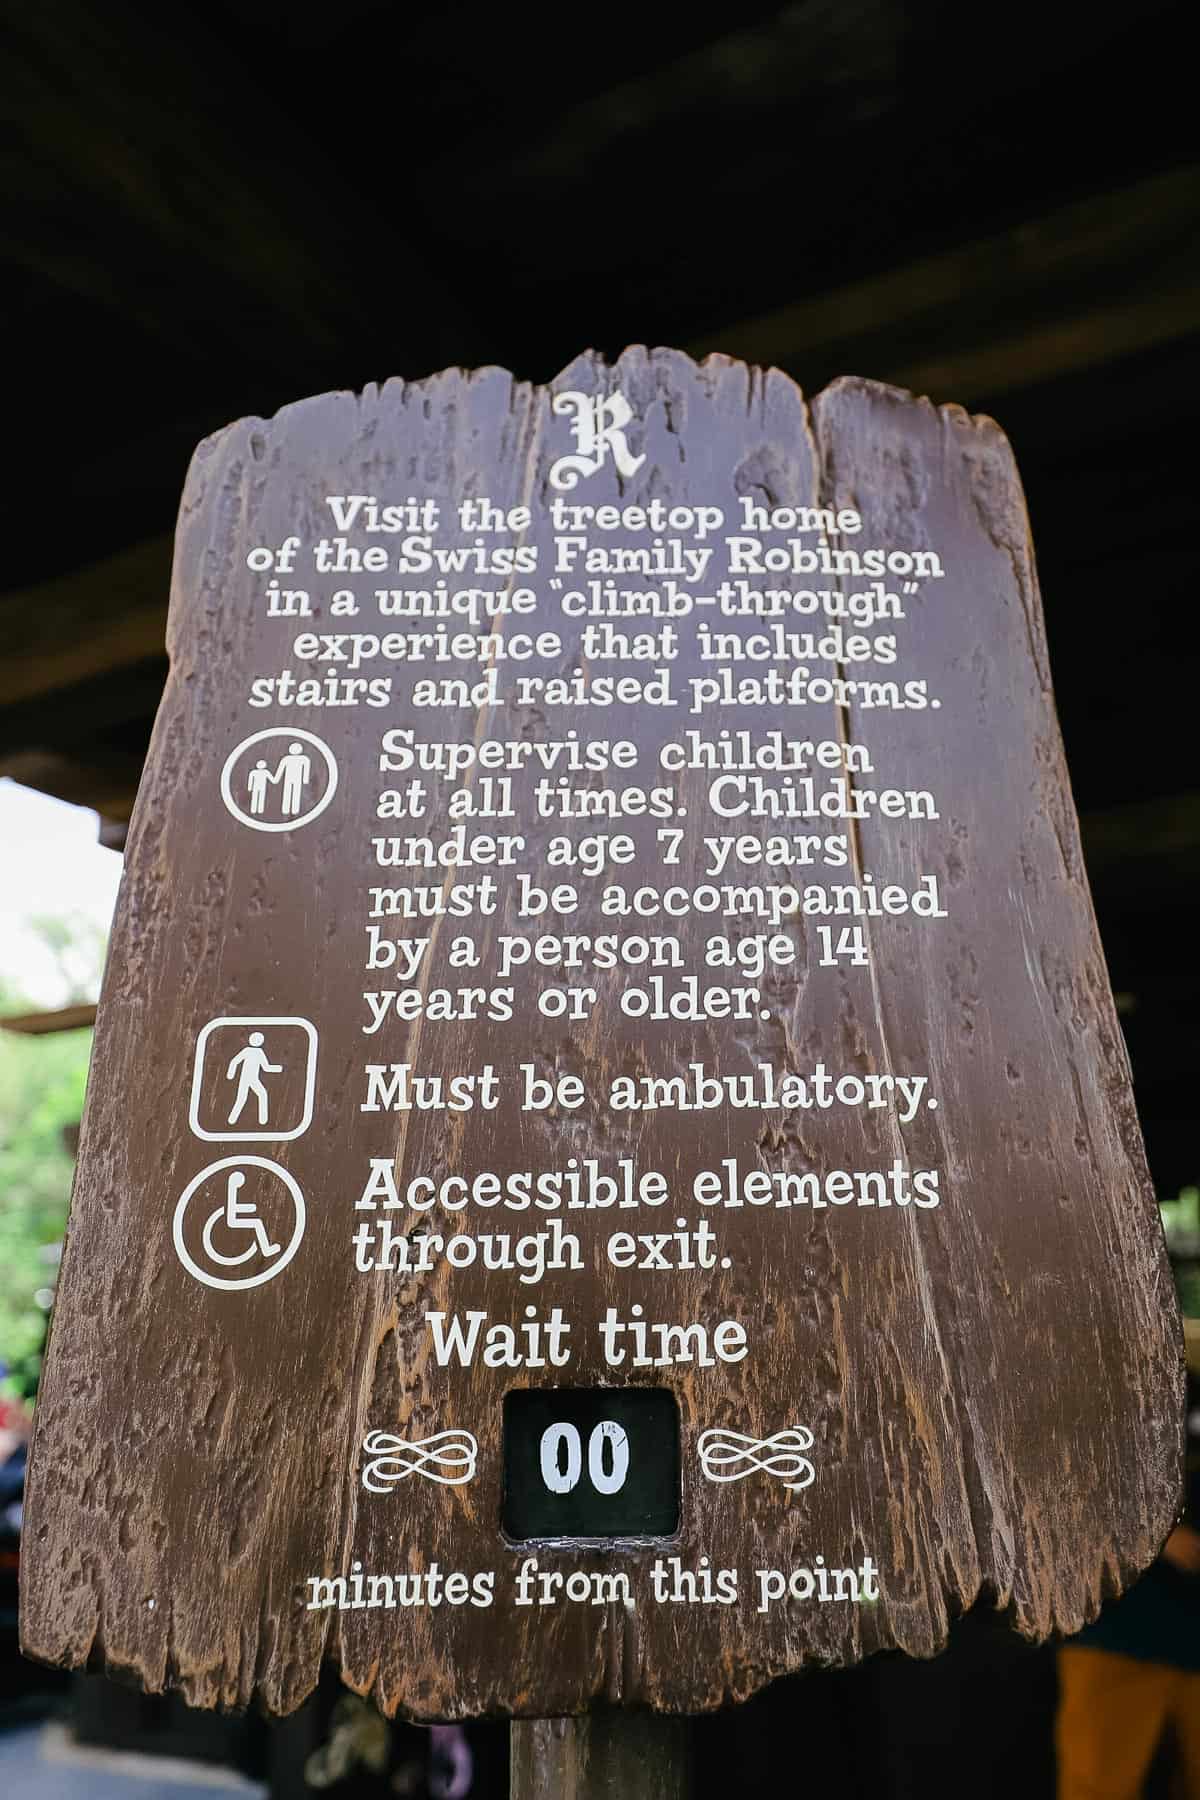 R
Visit the treetop home
of the Swiss Family Robinson
in a unique "climb-through"
experience that includes
stairs and raised platforms.
Supervise children
at all times. Children
under age 7 years
must be accompanied
by a person age 14
years or older.
Must be ambulatory.
Accessible elements
through exit.
Wait time
00
minutes from this point